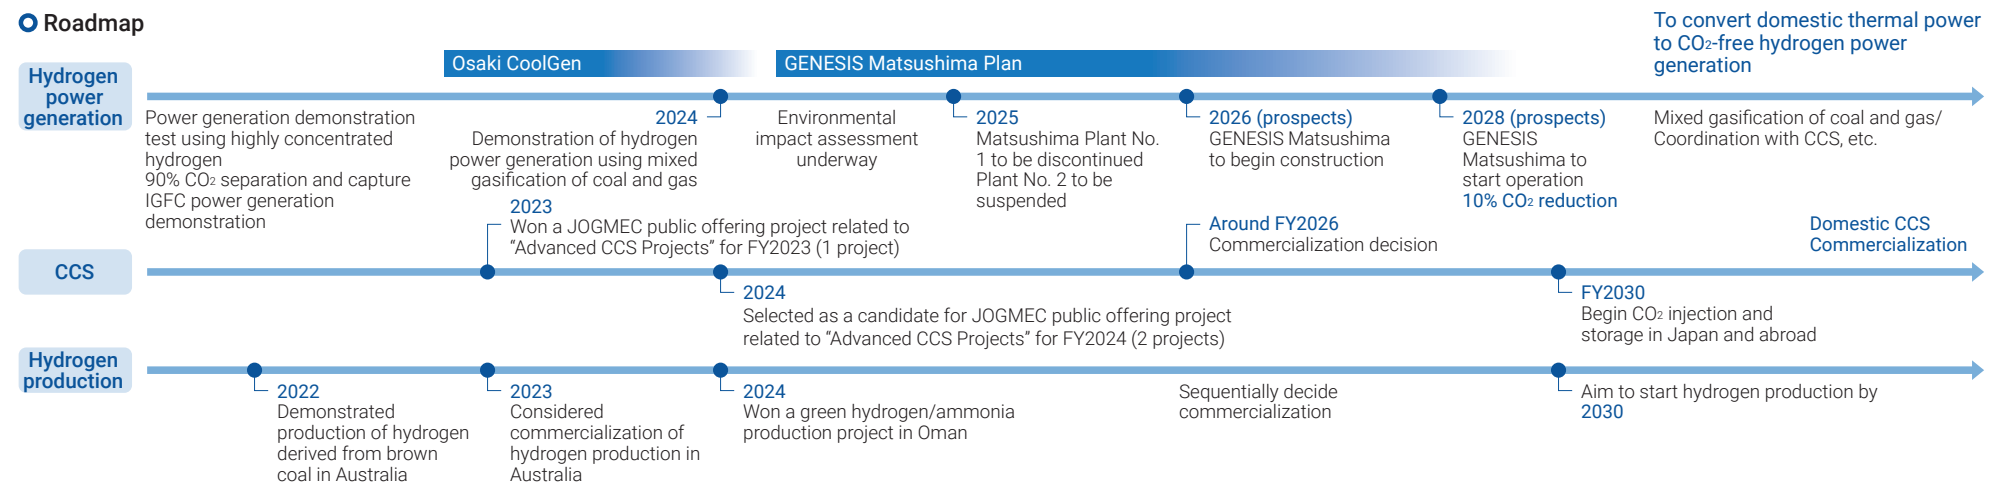 Roadmap
To convert domestic thermal power
to CO2-free hydrogen power
generation
Osaki CoolGen
GENESIS Matsushima Plan
Hydrogen
power
generation
Power generation demonstration
test using highly concentrated
hydrogen
90% CO2 separation and capture
IGFC power generation
demonstration
2024
Demonstration of hydrogen
power generation using mixed
gasification of coal and gas
Environmental
impact assessment
underway
2025
Matsushima Plant No.
1 to be discontinued
Plant No. 2 to be
suspended
2026 (prospects)
GENESIS Matsushima
to begin construction
2028 (prospects)
GENESIS
Matsushima to
start operation
10% CO2 reduction
Mixed gasification of coal and gas/
Coordination with CCS, etc.
CCS
2023
Won a JOGMEC public offering project related to
“Advanced CCS Projects” for FY2023 (1 project)
2024
Selected as a candidate for JOGMEC public offering project
related to “Advanced CCS Projects” for FY2024 (2 projects)
Around FY2026
Commercialization decision
FY2030
Begin CO2 injection and
storage in Japan and abroad
Domestic CCS
Commercialization
Hydrogen
production
2022
Demonstrated
production of hydrogen
derived from brown
coal in Australia
2023
Considered
commercialization of
hydrogen production in
Australia
2024
Won a green hydrogen/ammonia
production project in Oman
Sequentially decide
commercialization
Aim to start hydrogen production by
2030